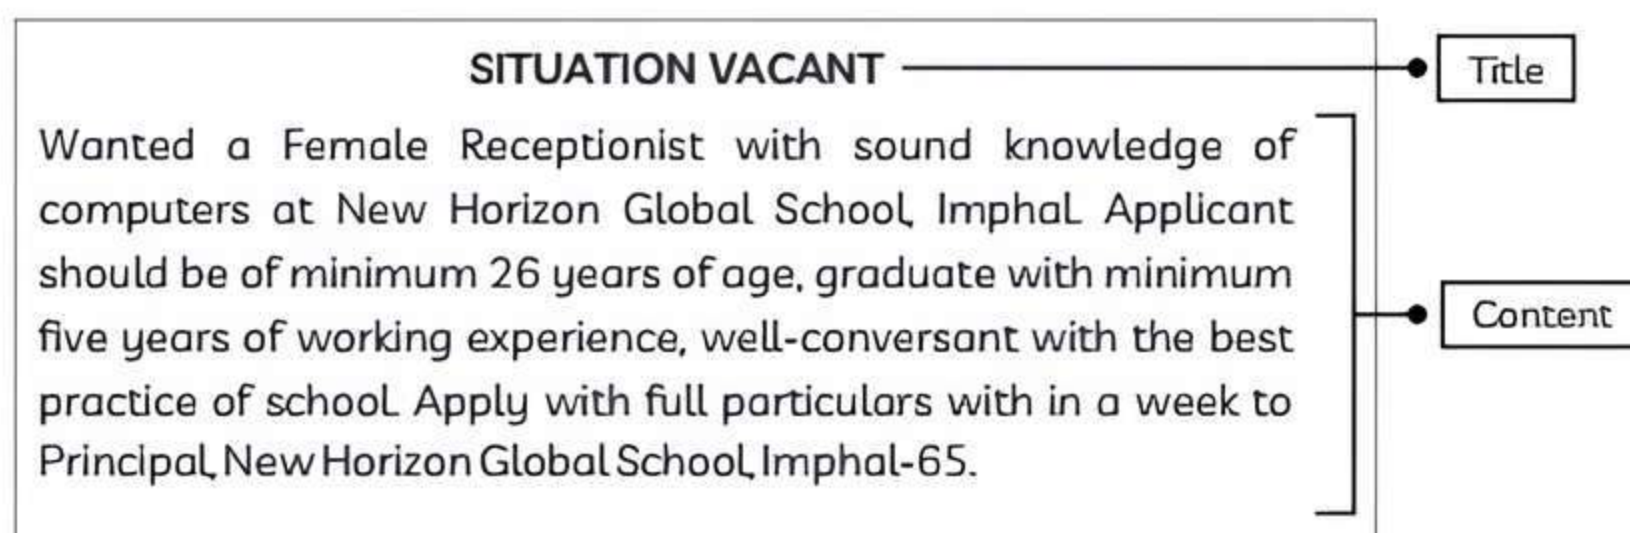 SITUATION VACANT
Title
Wanted a Female Receptionist with sound knowledge of
computers at New Horizon Global School, Imphal. Applicant
should be of minimum 26 years of age, graduate with minimum
five years of working experience, well-conversant with the best
practice of school. Apply with full particulars with in a week to
Principal, New Horizon Global School, Imphal-65.
Content